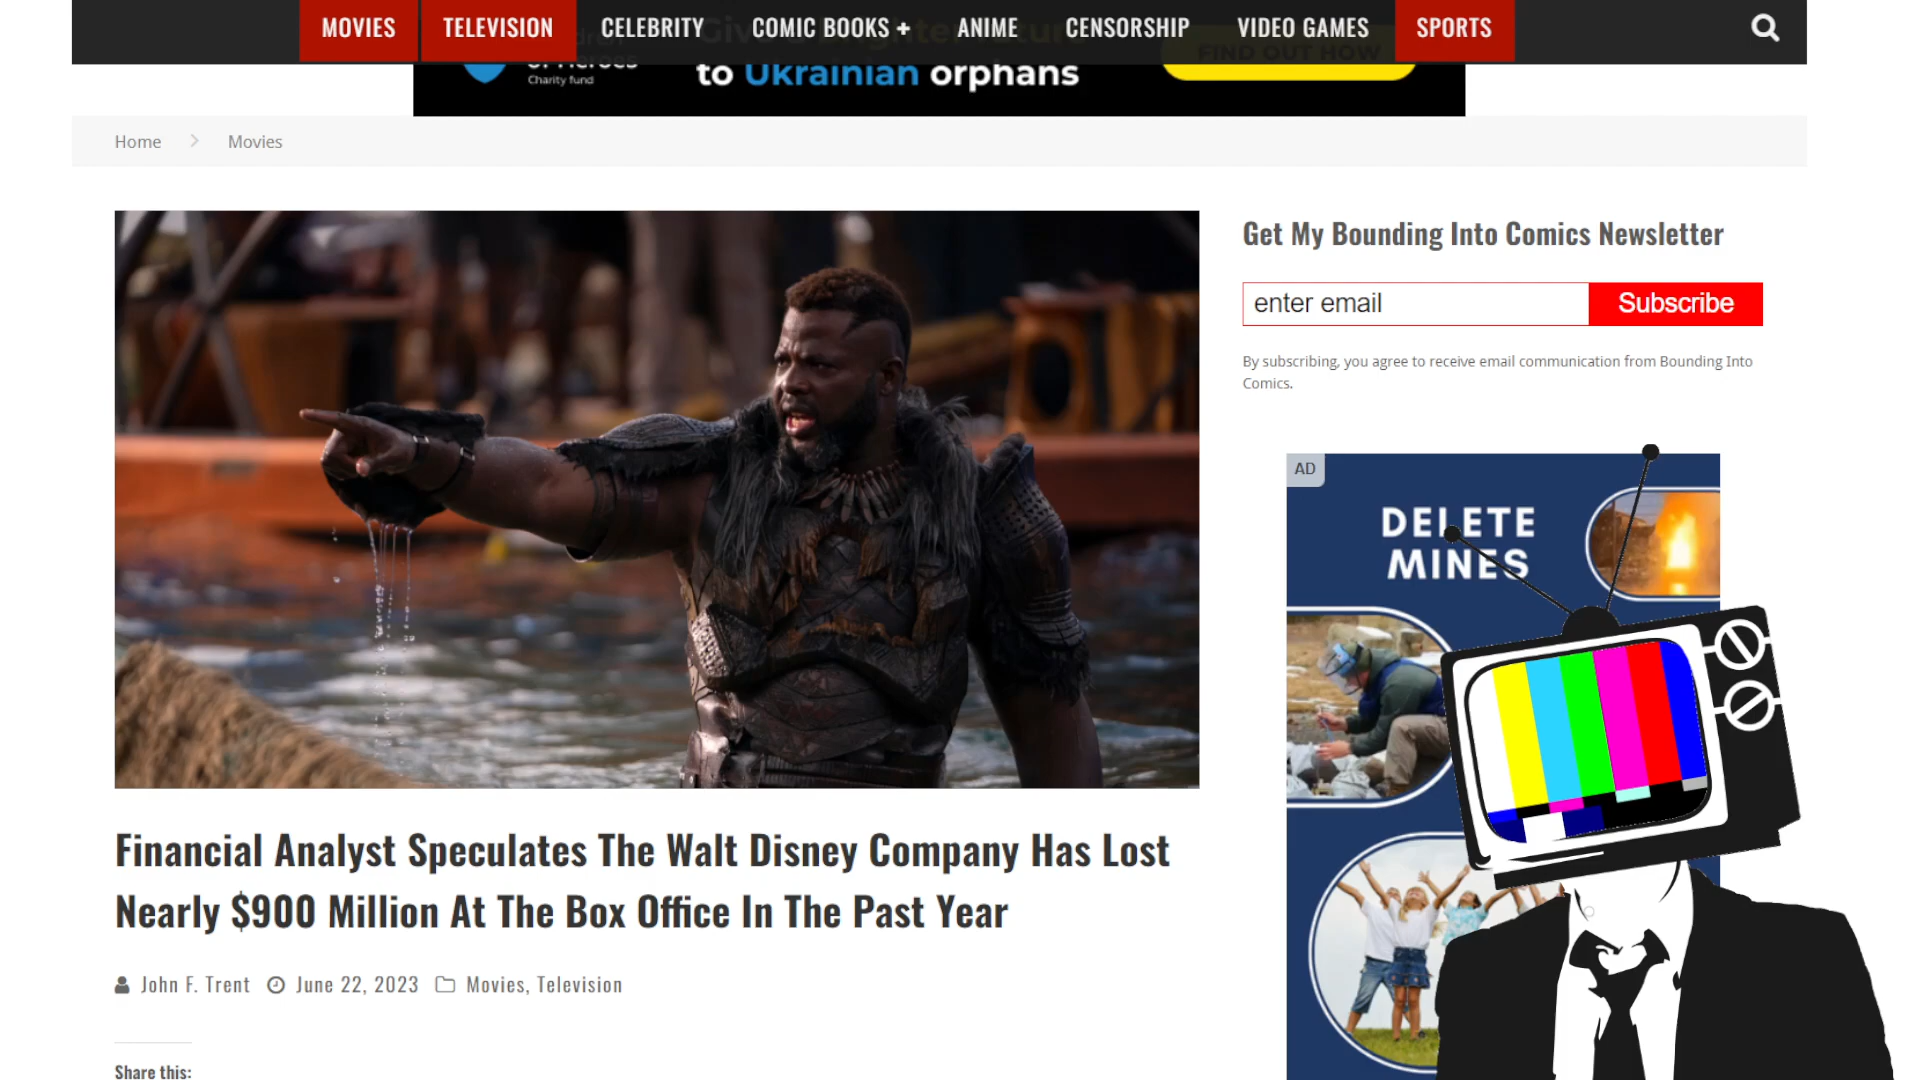 MOVIES TELEVISION CELEBRITY COMIC BOOKS + ANIME CENSORSHIP VIDEO GAMES SPORTS
FIND OUT HOW
Charity fund
to Ukrainian orphans
Home Movies
Get My Bounding Into Comics Newsletter
enter email Subscribe
By subscribing, you agree to receive email communication from Bounding Into
Comics.
AD
DELETE
MINES
Financial Analyst Speculates The Walt Disney Company Has Lost
Nearly $900 Million At The Box Office In The Past Year
John F. Trent June 22, 2023 Movies, Television
Share this: